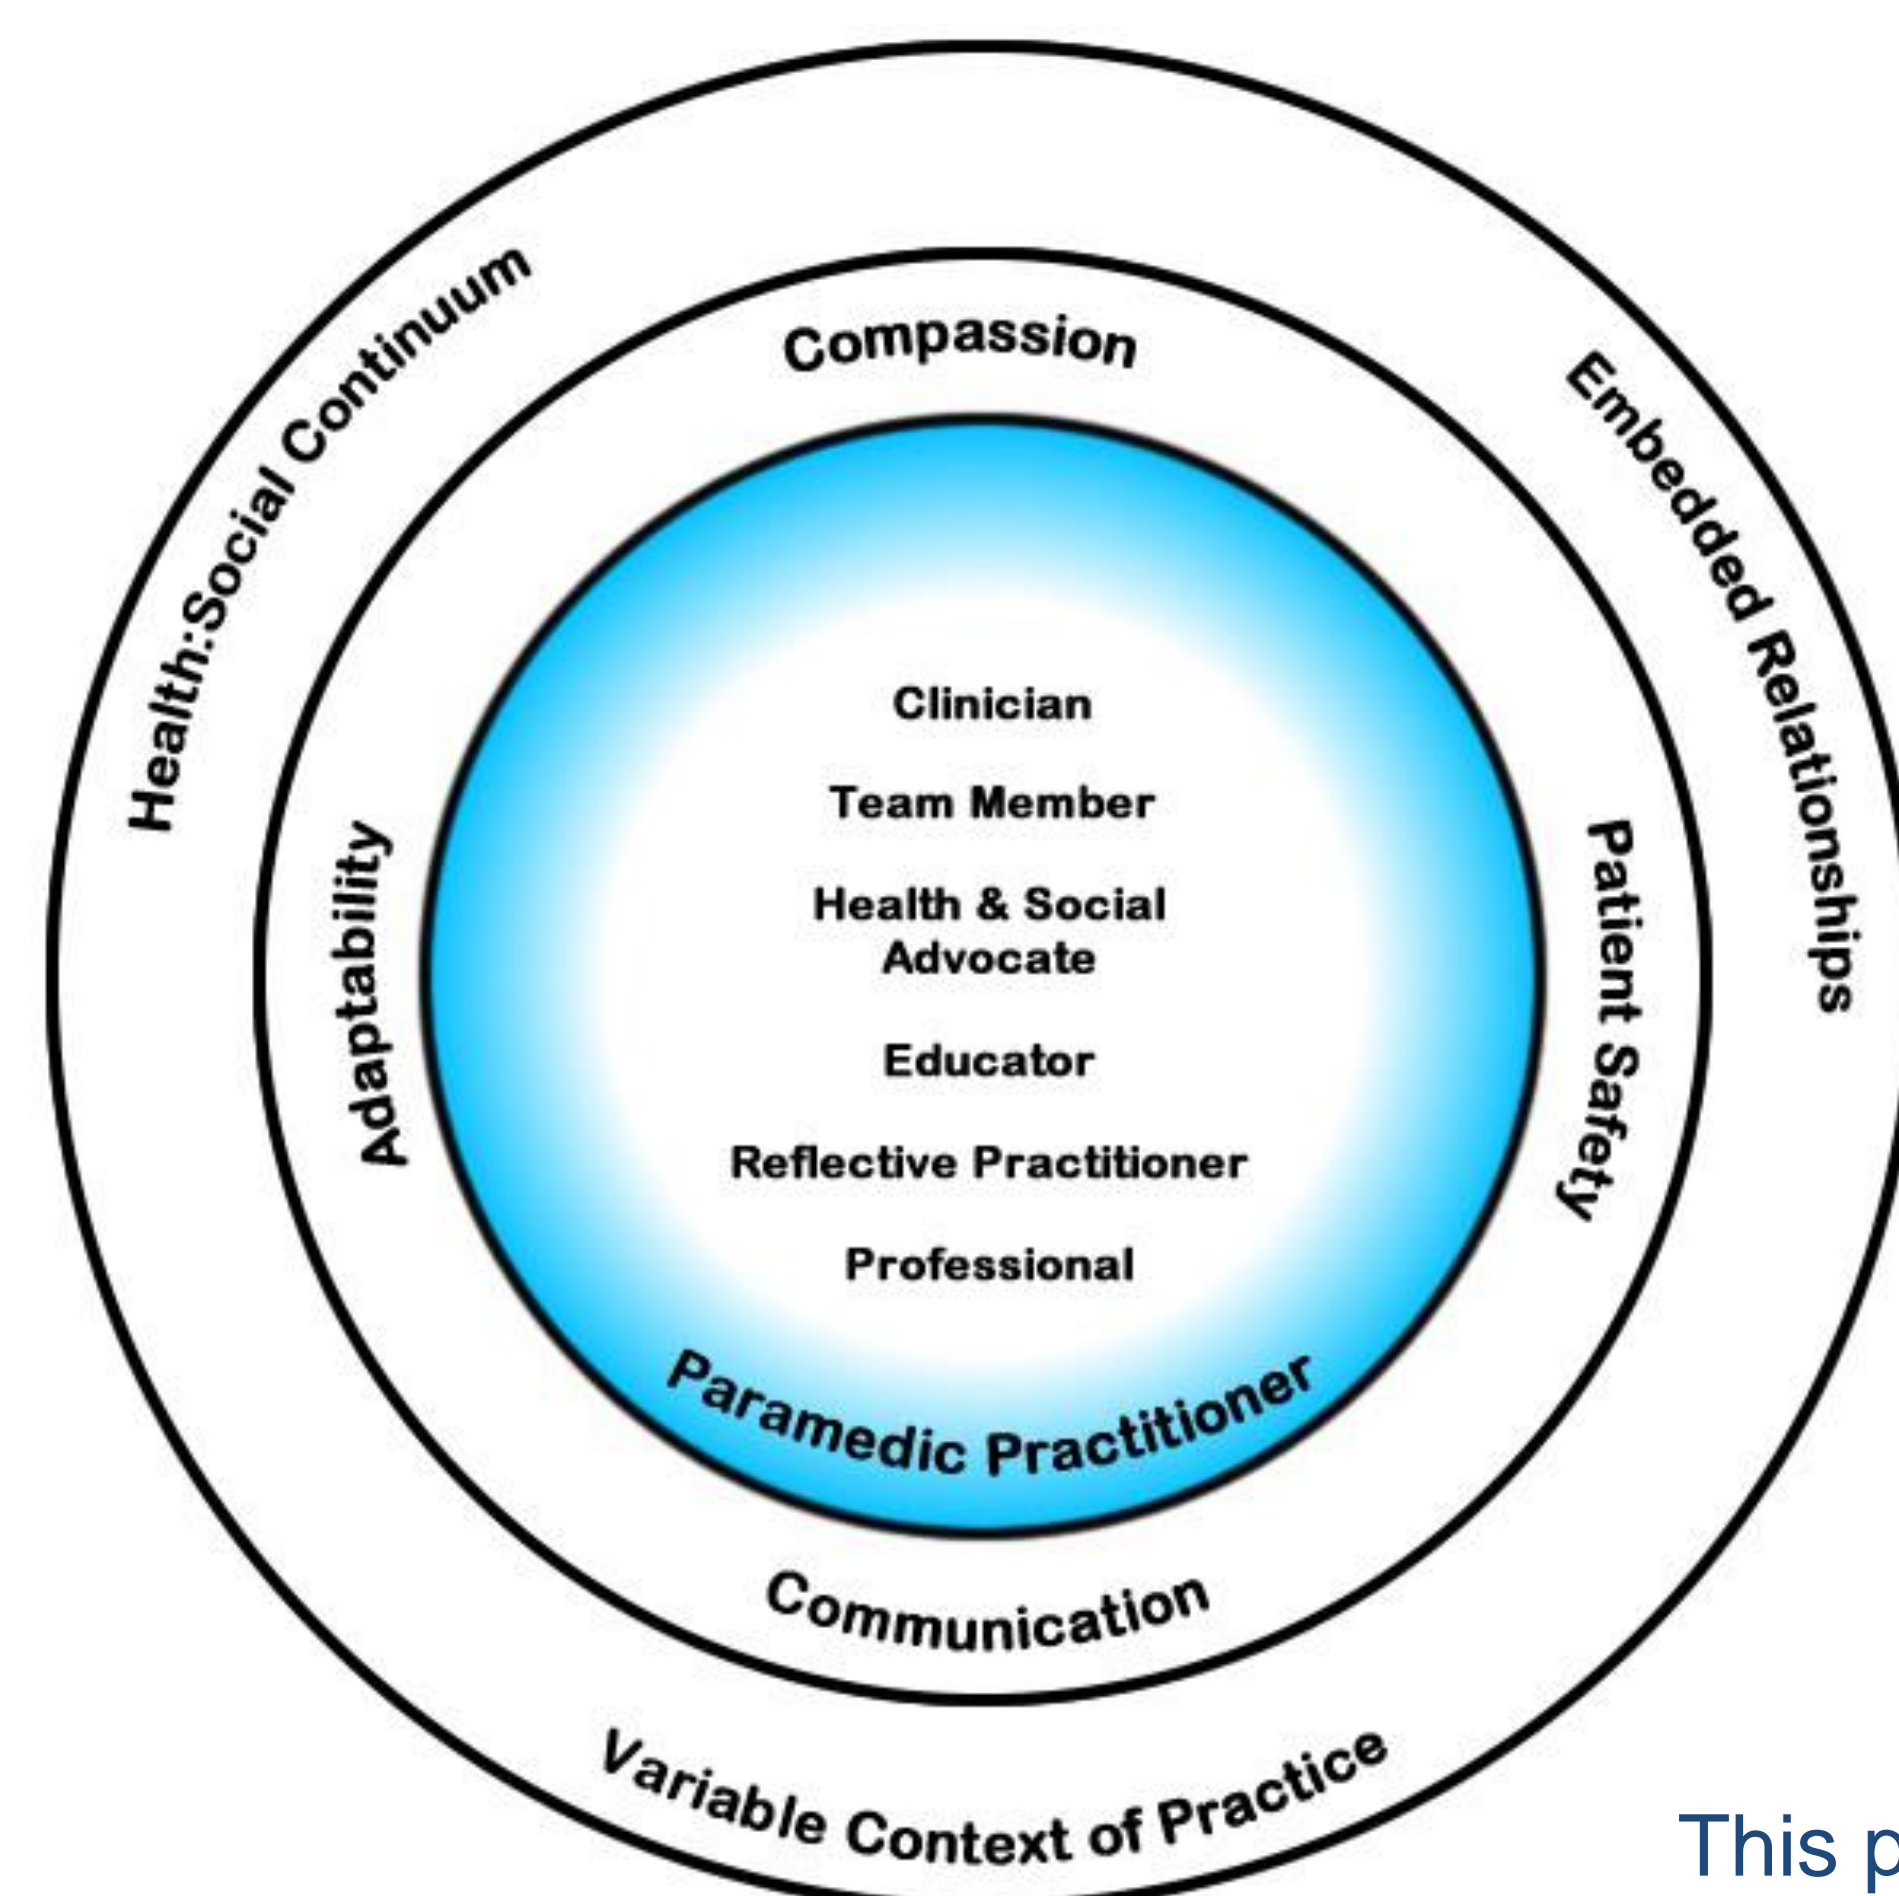 Health:Social Continuum
Embedded Relationships
Compassion
Adaptability
Patient Safety
Clinician
Team Member
Health & Social
Advocate
Educator
Reflective Practitioner
Professional
Paramedic Practitioner
Communication
Variable Context of Practice
This p